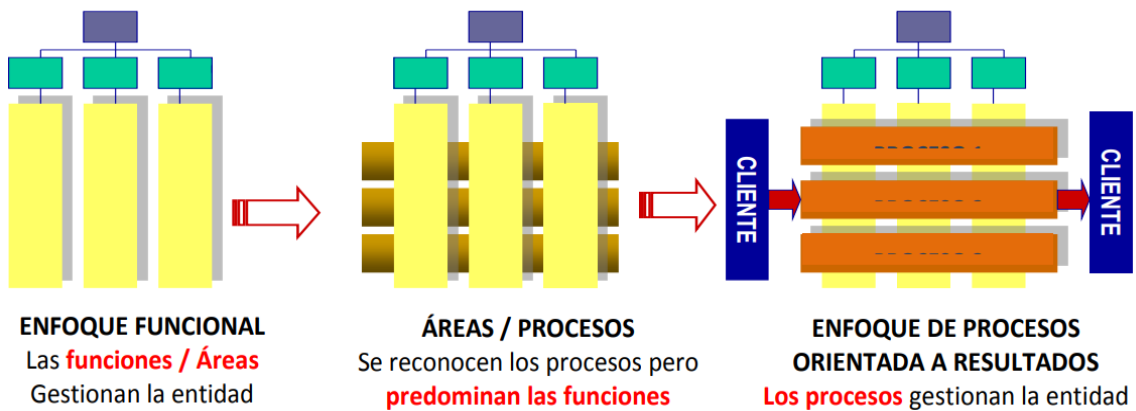 CLIENTE
CLIENTE
ENFOQUE FUNCIONAL
Las funciones / Áreas
Gestionan la entidad
ÁREAS / PROCESOS
Se reconocen los procesos pero
predominan las funciones
ENFOQUE DE PROCESOS
ORIENTADA A RESULTADOS
Los procesos gestionan la entidad